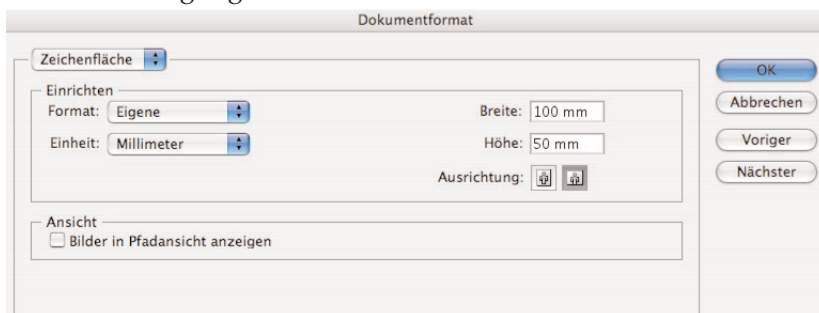 Dokumentformat
Zeichenfläche
Einrichten
Format: Eigene
Breite: 100 mm
Einheit: Millimeter
Höhe: 50 mm
Ausrichtung:
Ansicht
Bilder in Pfadansicht anzeigen
OK
Abbrechen
Voriger
Nächster